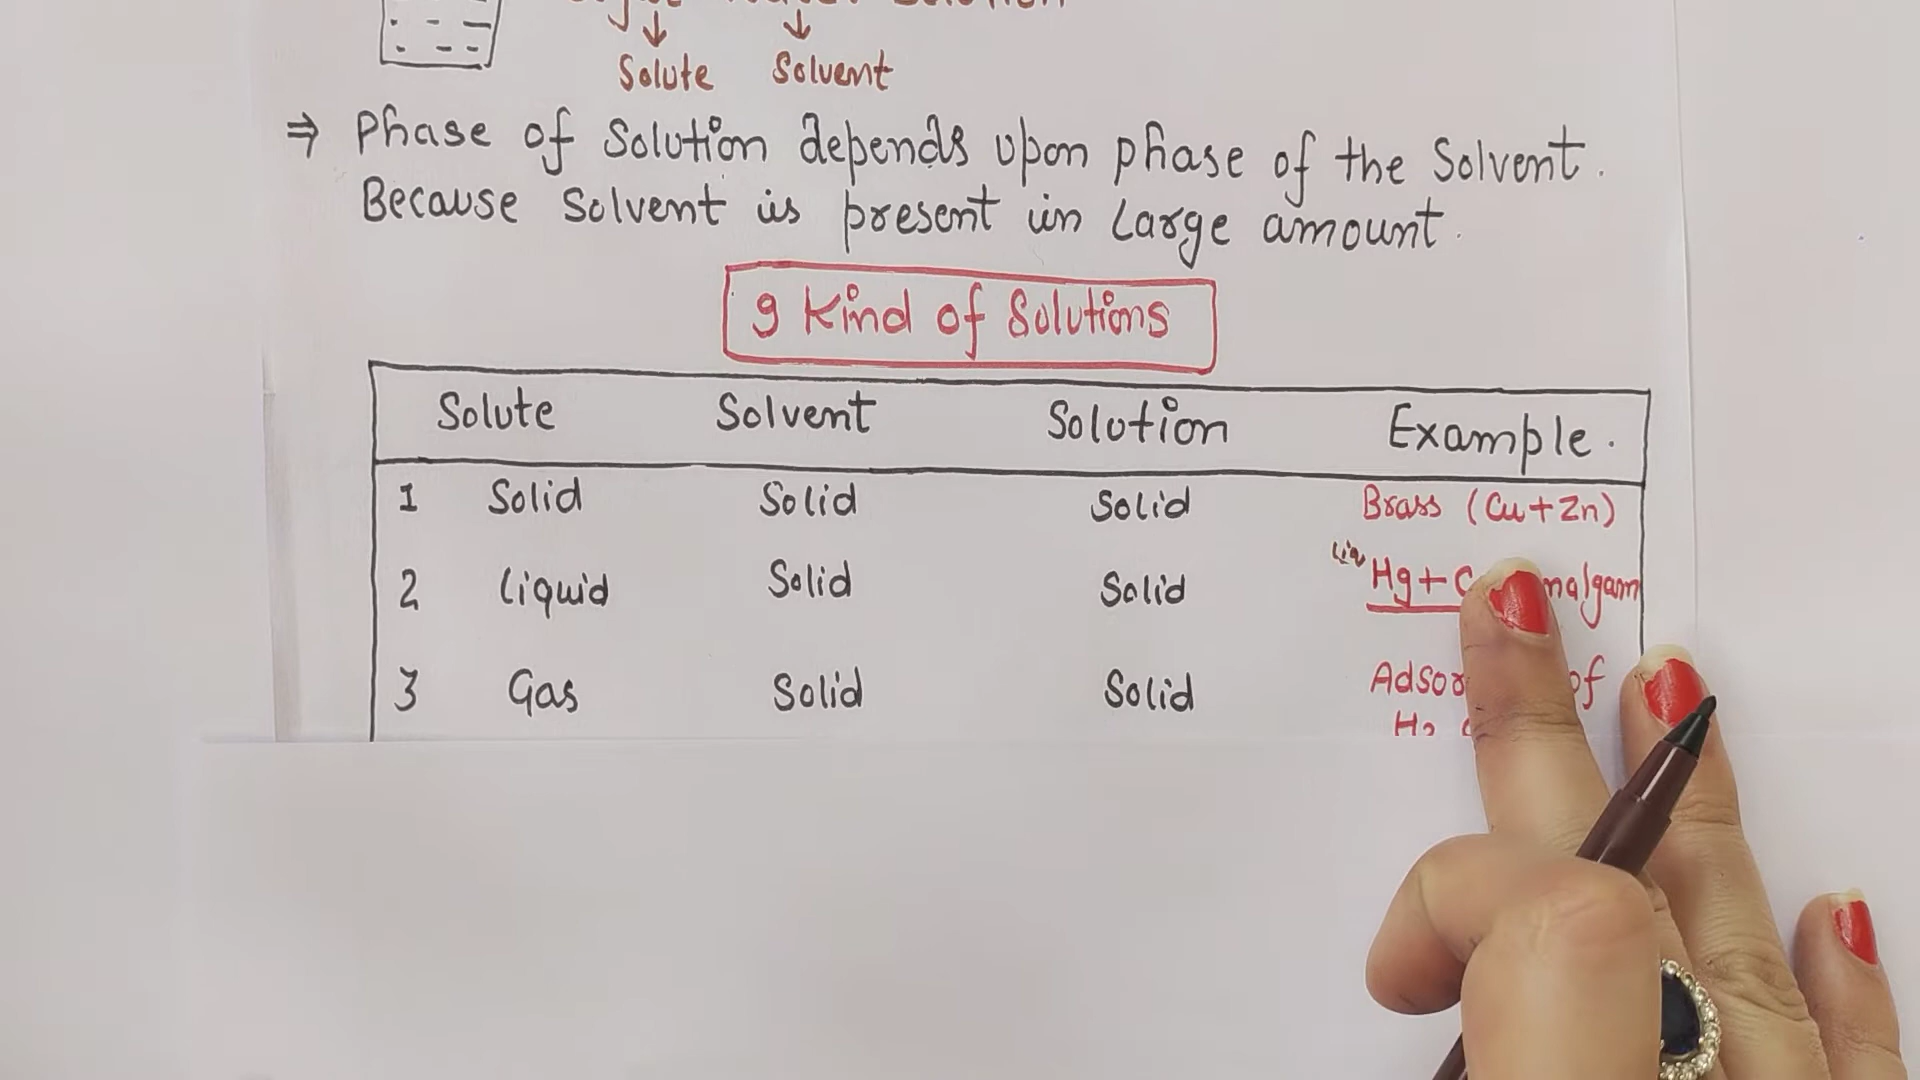 Solute Solvent
⇒ Phase of Solution depends upon phase of the Solvent.
Because Solvent is present in Large amount.
9 Kind of Solutions
Solute Solvent Solution Example.
1 Solid Solid Solid Brass (Cu+Zn)
liq
2 liquid Solid Solid Hg+
3 Gas Solid Solid of
H2